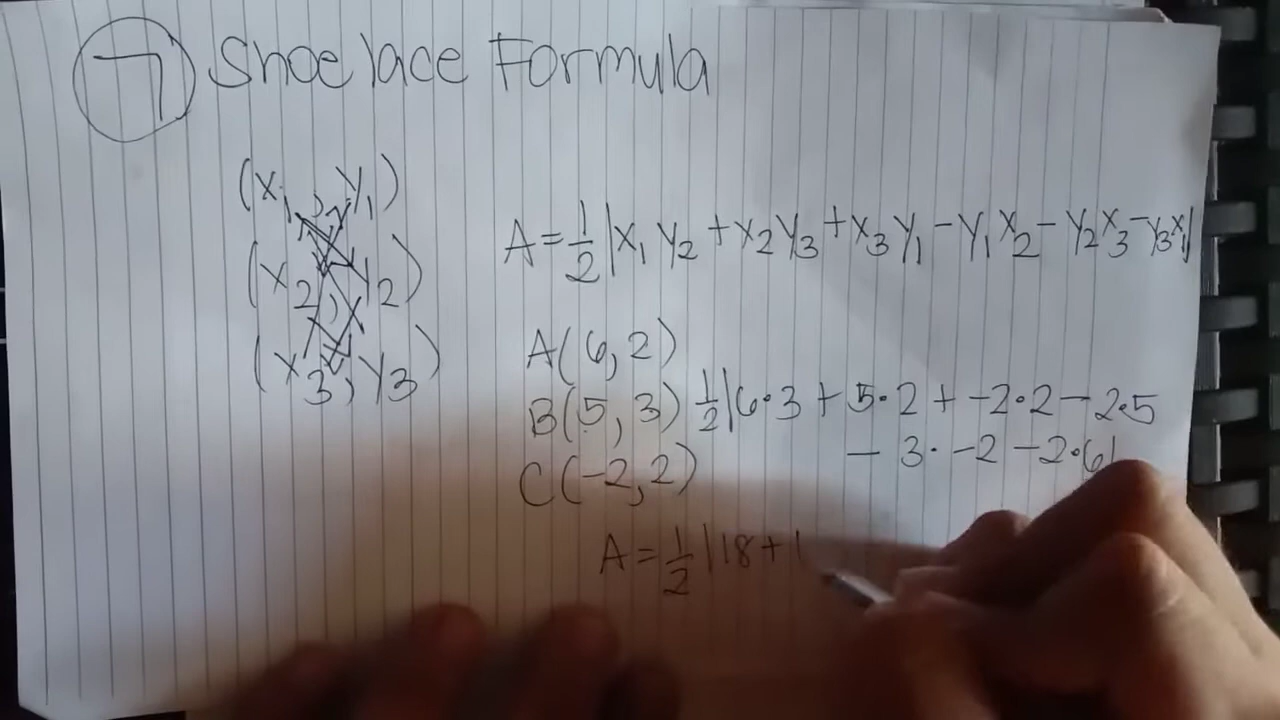 7 Shoelace Formula
(x₁, y₁)
(x₂, y₂)
(x₃, y₃)
A = 1/2 |x₁ y₂ + x₂ y₃ + x₃ y₁ - y₁ x₂ - y₂ x₃ - y₃ x₁|
A(6, 2)
B(5, 3) 1/2 |6·3 + 5·2 + -2·2 - 2·5
C(-2, 2) - 3·-2 - 2·6|
A = 1/2 |18 + 1